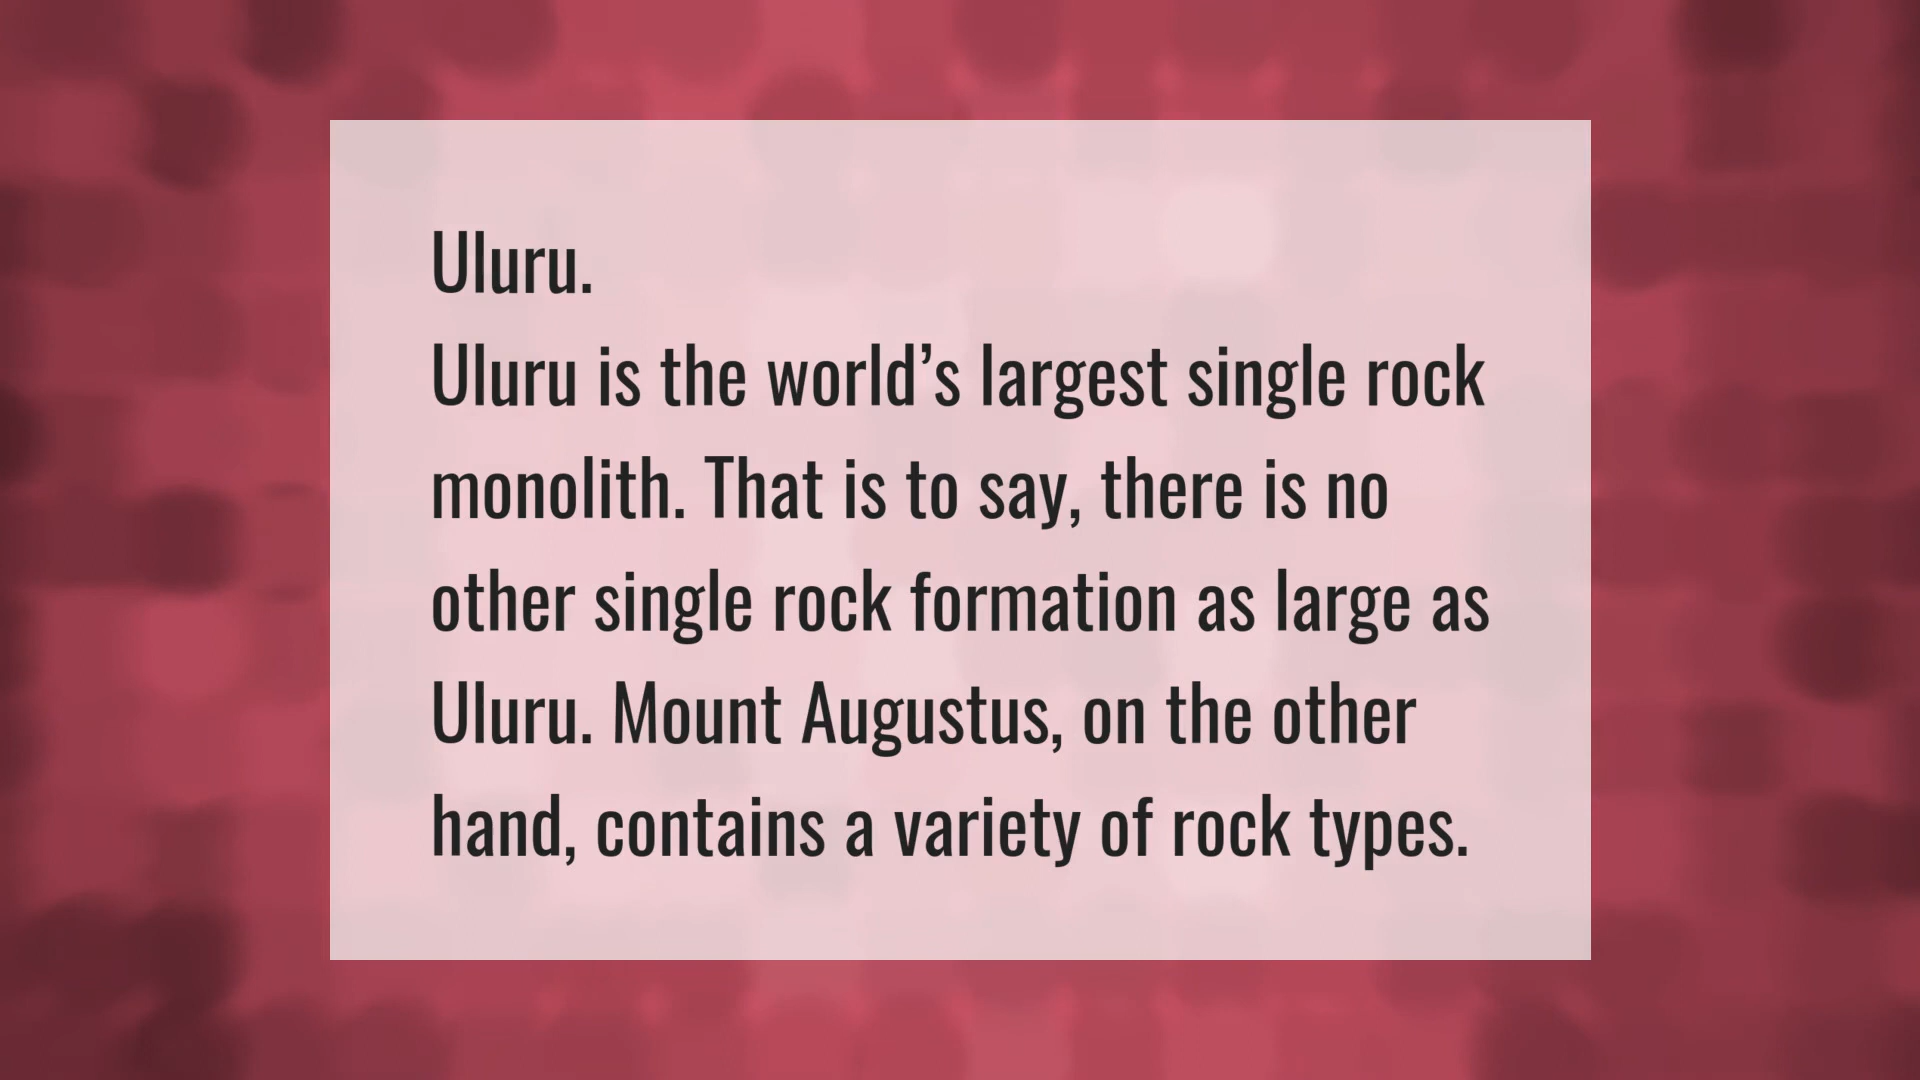 Uluru.
Uluru is the world’s largest single rock
monolith. That is to say, there is no
other single rock formation as large as
Uluru. Mount Augustus, on the other
hand, contains a variety of rock types.